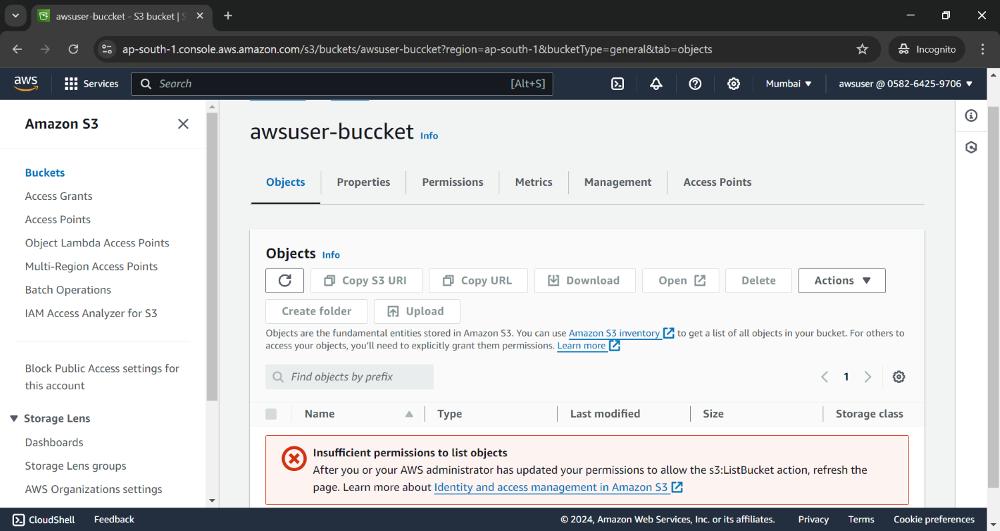 awsuser-buccket - S3 bucket |
ap-south-1.console.aws.amazon.com/s3/buckets/awsuser-buccket?region=ap-south-1&bucketType=general&tab=objects
Incognito
aws
Services
Search
[Alt+S]
Mumbai
awsuser @ 0582-6425-9706
Amazon S3
Buckets
Access Grants
Access Points
Object Lambda Access Points
Multi-Region Access Points
Batch Operations
IAM Access Analyzer for S3
Block Public Access settings for
this account
Storage Lens
Dashboards
Storage Lens groups
AWS Organizations settings
awsuser-buccket Info
Objects
Properties
Permissions
Metrics
Management
Access Points
Objects Info
Copy S3 URI
Copy URL
Download
Open
Delete
Actions
Create folder
Upload
Objects are the fundamental entities stored in Amazon S3. You can use Amazon S3 inventory to get a list of all objects in your bucket. For others to
access your objects, you'll need to explicitly grant them permissions. Learn more
Find objects by prefix
1
Name
Type
Last modified
Size
Storage class
Insufficient permissions to list objects
After you or your AWS administrator has updated your permissions to allow the s3:ListBucket action, refresh the
page. Learn more about Identity and access management in Amazon S3
CloudShell
Feedback
© 2024, Amazon Web Services, Inc. or its affiliates.
Privacy
Terms
Cookie preferences